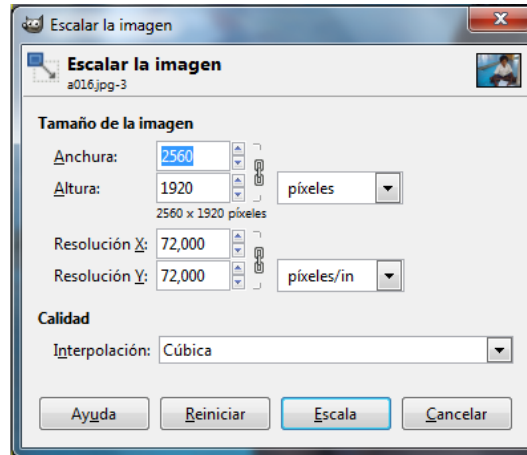 Escalar la imagen
Escalar la imagen
a016.jpg-3
Tamaño de la imagen
Anchura: 2560
Altura: 1920 píxeles
2560 x 1920 píxeles
Resolución X: 72,000
Resolución Y: 72,000 píxeles/in
Calidad
Interpolación: Cúbica
Ayuda Reiniciar Escala Cancelar